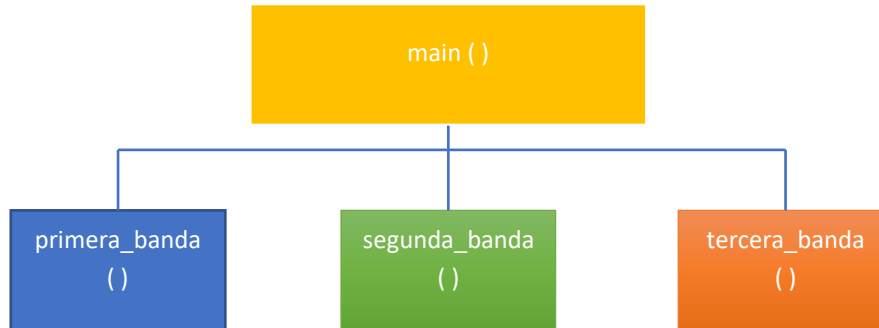 main ( )
primera_banda
( )
segunda_banda
( )
tercera_banda
( )